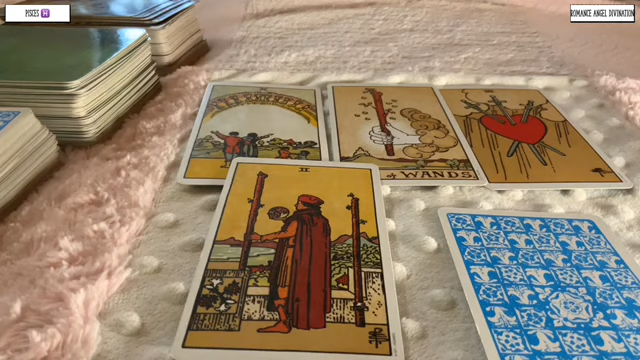 PISCES ♓
ROMANCE ANGEL DIVINATION
WANDS.
II